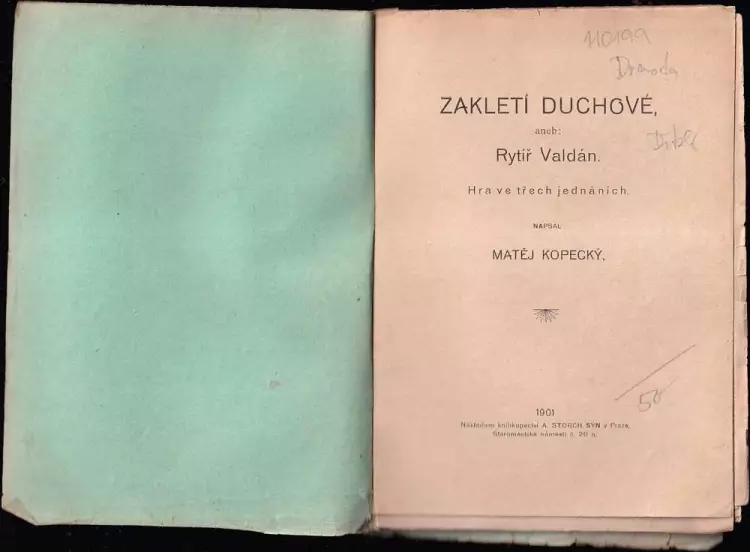 110199
ZAKLETÍ DUCHOVÉ,
aneb:
Rytíř Valdán.
Hra ve třech jednáních.
NAPSAL
MATĚJ KOPECKÝ.
50
1901
Nákladem knihkupectví A. STORCH SYN v Praze,
Staroměstské náměstí č. 20 n.